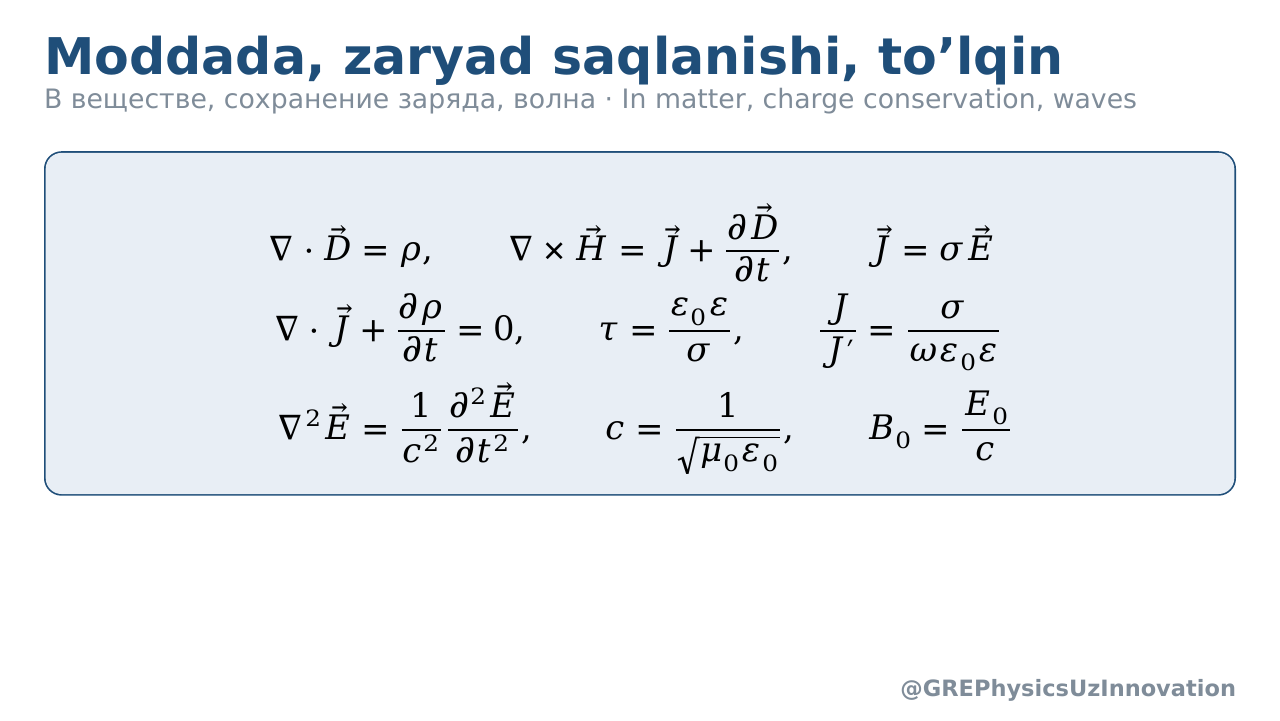 Moddada, zaryad saqlanishi, to’lqin
В веществе, сохранение заряда, волна · In matter, charge conservation, waves
∇ · D⃗ = ρ, ∇ × H⃗ = J⃗ + ∂D⃗/∂t, J⃗ = σE⃗
∇ · J⃗ + ∂ρ/∂t = 0, τ = ε₀ε/σ, J/J′ = σ/ωε₀ε
∇²E⃗ = 1/c² ∂²E⃗/∂t², c = 1/√μ₀ε₀, B₀ = E₀/c
@GREPhysicsUzInnovation